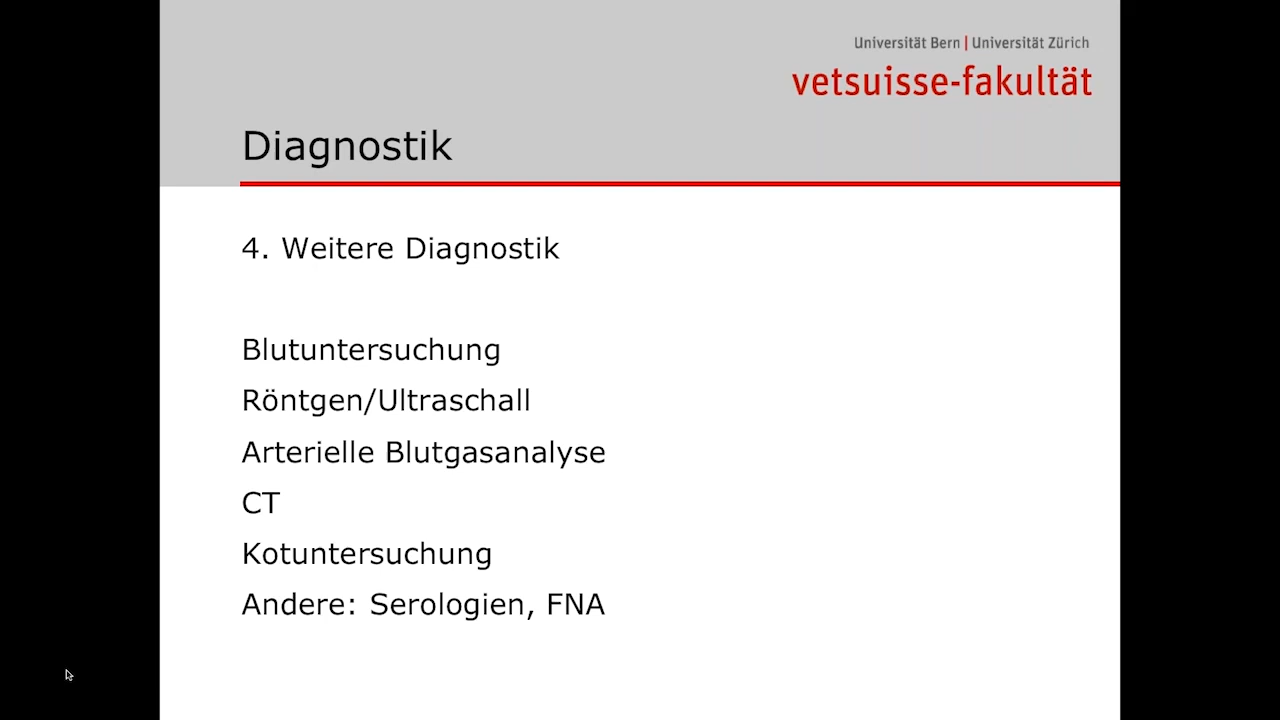 Universität Bern | Universität Zürich
vetsuisse-fakultät
Diagnostik
4. Weitere Diagnostik
Blutuntersuchung
Röntgen/Ultraschall
Arterielle Blutgasanalyse
CT
Kotuntersuchung
Andere: Serologien, FNA